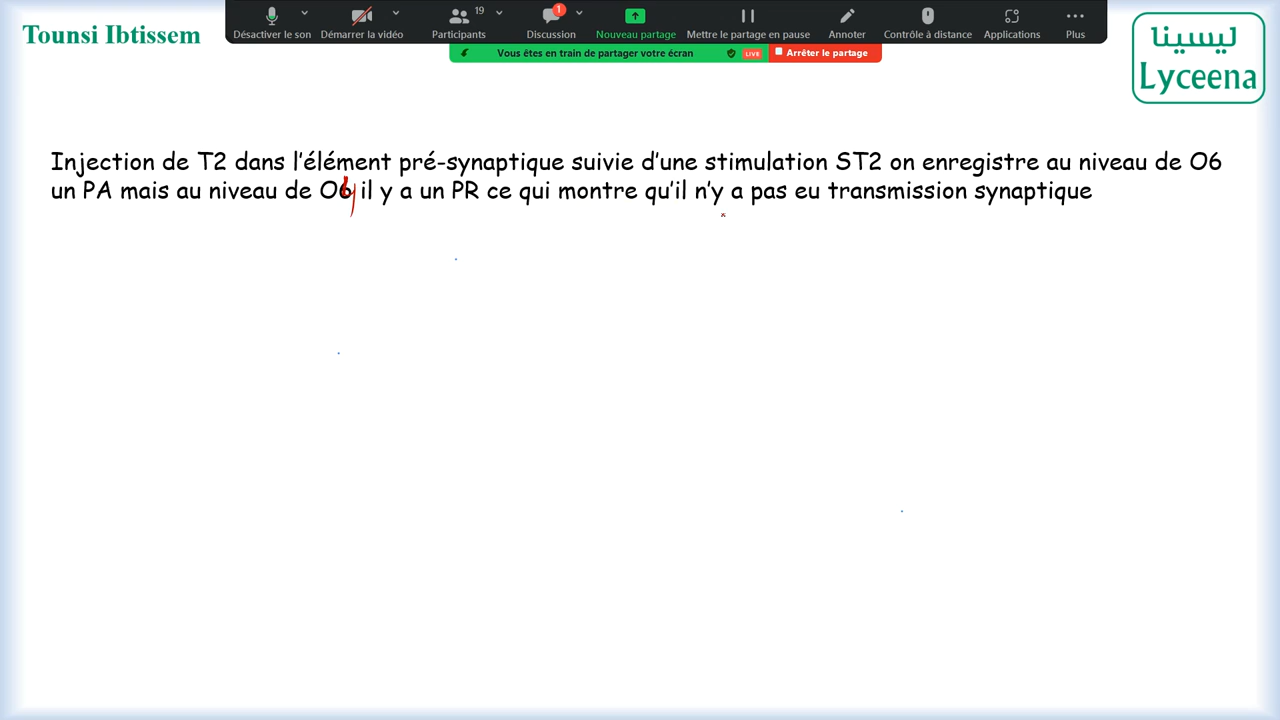 Tounsi Ibtissem
19
1
Désactiver le son
Démarrer la vidéo
Participants
Discussion
Nouveau partage
Mettre le partage en pause
Annoter
Contrôle à distance
Applications
Plus
Vous êtes en train de partager votre écran
LIVE
Arrêter le partage
ليسينا
Lyceena
Injection de T2 dans l'élément pré-synaptique suivie d'une stimulation ST2 on enregistre au niveau de O6
un PA mais au niveau de O6 il y a un PR ce qui montre qu'il n'y a pas eu transmission synaptique